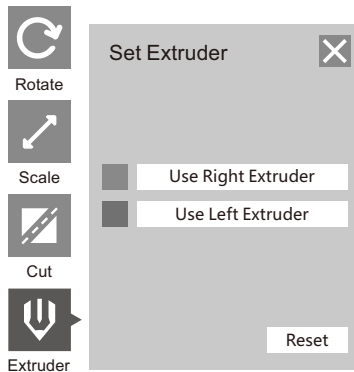 Rotate
Scale
Cut
Extruder
Set Extruder
Use Right Extruder
Use Left Extruder
Reset